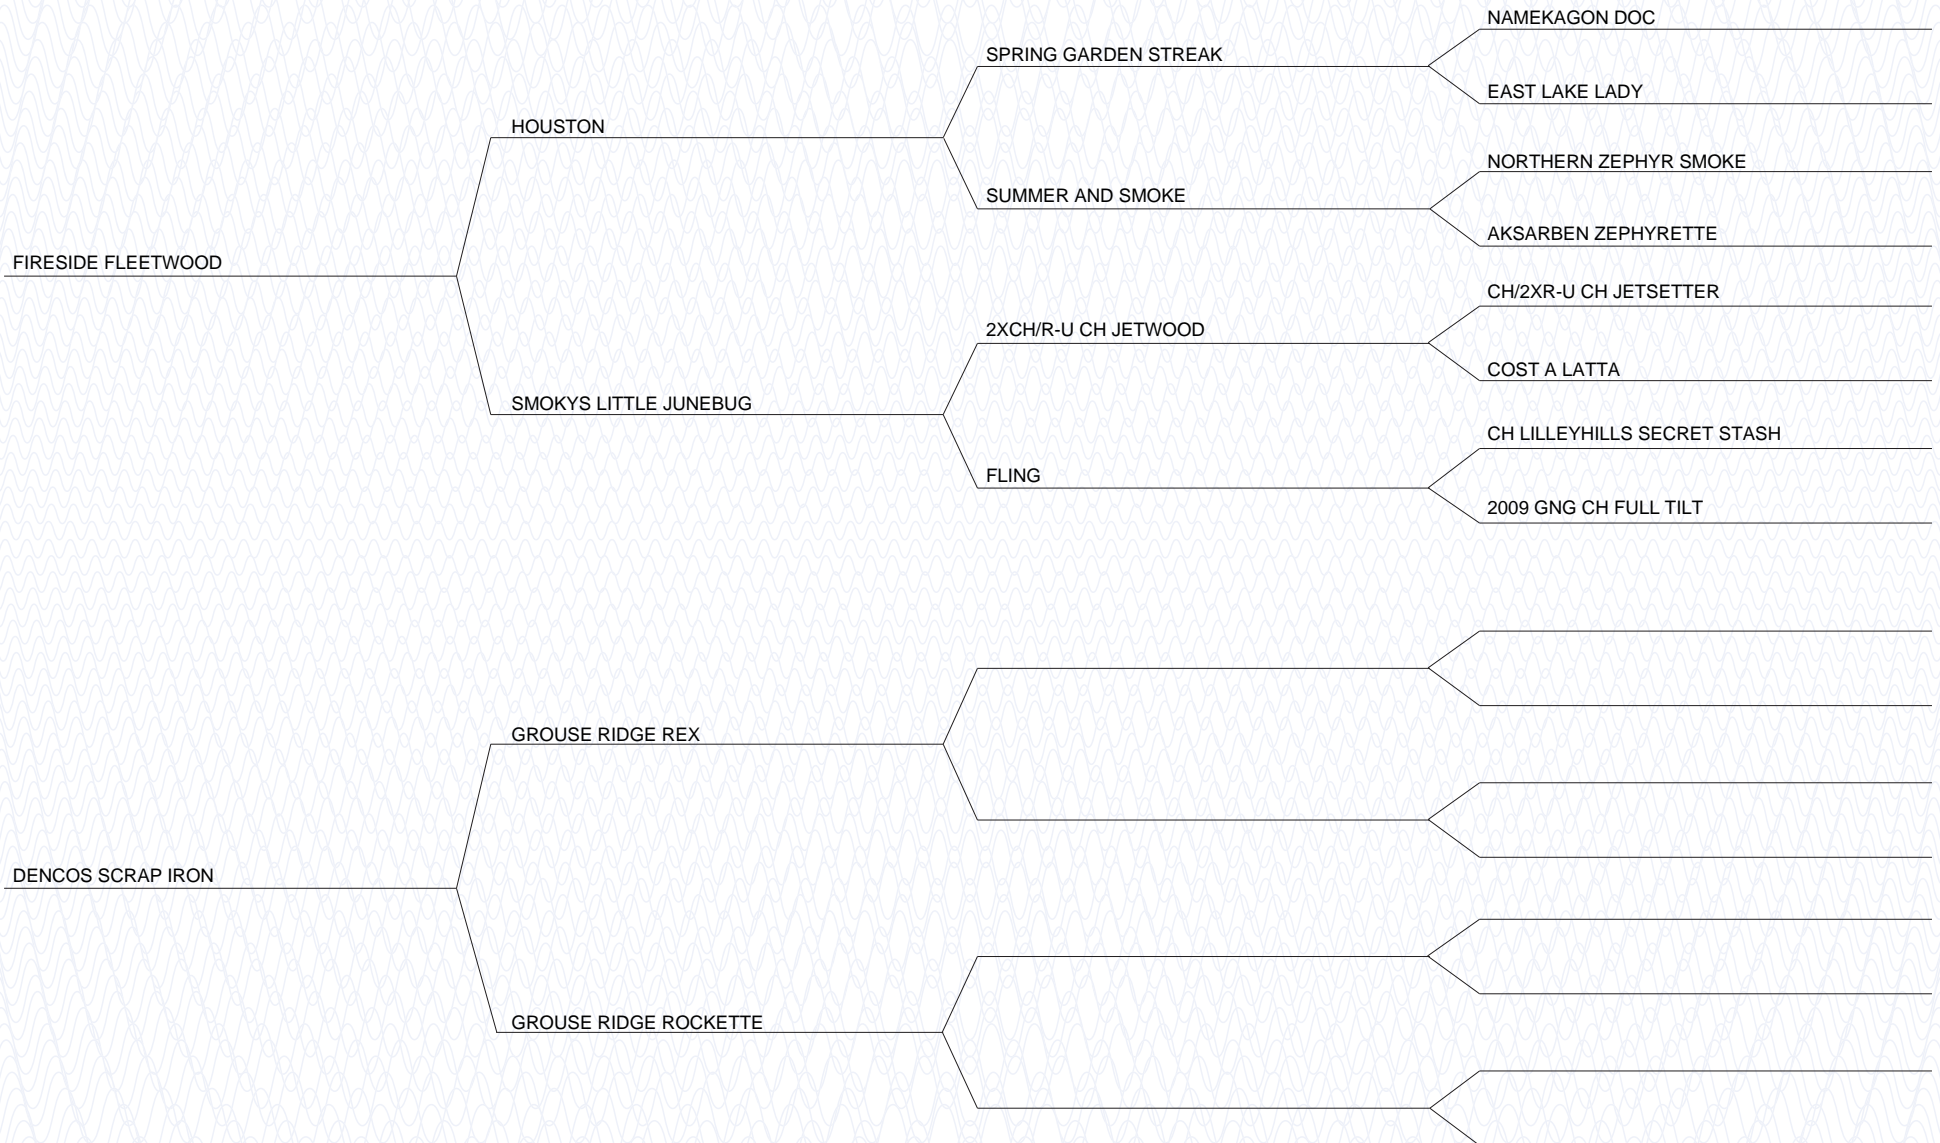 NAMEKAGON DOC
SPRING GARDEN STREAK
EAST LAKE LADY
HOUSTON
NORTHERN ZEPHYR SMOKE
SUMMER AND SMOKE
AKSARBEN ZEPHYRETTE
FIRESIDE FLEETWOOD
CH/2XR-U CH JETSETTER
2XCH/R-U CH JETWOOD
COST A LATTA
SMOKYS LITTLE JUNEBUG
CH LILLEYHILLS SECRET STASH
FLING
2009 GNG CH FULL TILT
GROUSE RIDGE REX
DENCOS SCRAP IRON
GROUSE RIDGE ROCKETTE